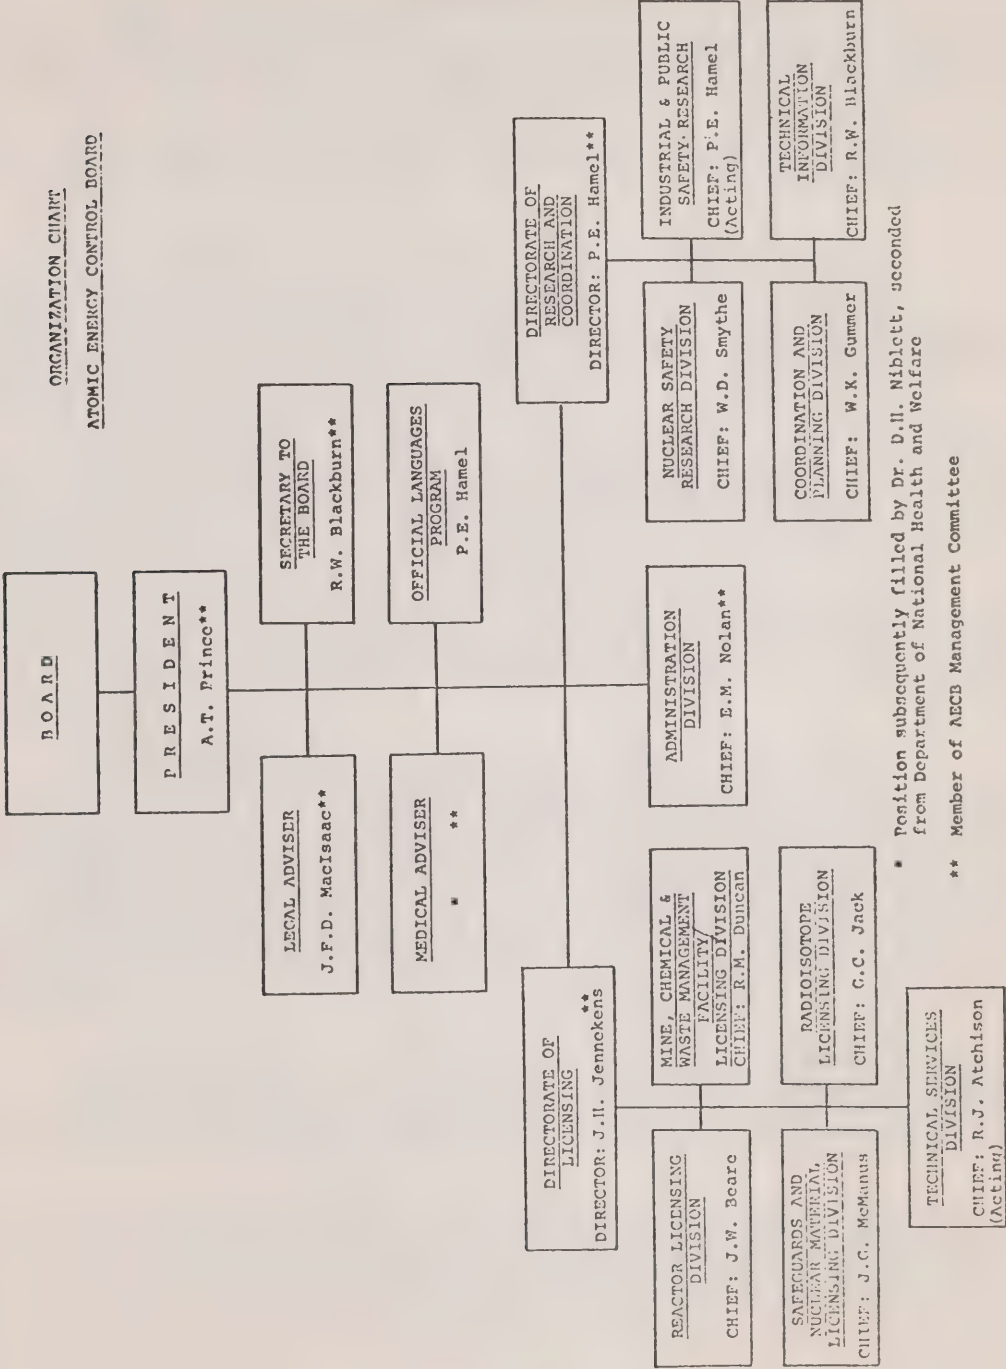 ORGANIZATION CHART
ATOMIC ENERGY CONTROL BOARD
BOARD
PRESIDENT
A.T. Prince**
LEGAL ADVISER
J.F.D. MacIsaac**
SECRETARY TO
THE BOARD
R.W. Blackburn**
MEDICAL ADVISER
* **
OFFICIAL LANGUAGES
PROGRAM
P.E. Hamel
DIRECTORATE OF
LICENSING
**
DIRECTOR: J.H. Jennekens
DIRECTORATE OF
RESEARCH AND
COORDINATION
DIRECTOR: P.E. Hamel**
REACTOR LICENSING
DIVISION
CHIEF: J.W. Beare
MINE, CHEMICAL &
WASTE MANAGEMENT
FACILITY
LICENSING DIVISION
CHIEF: R.M. Duncan
ADMINISTRATION
DIVISION
CHIEF: E.M. Nolan**
NUCLEAR SAFETY
RESEARCH DIVISION
CHIEF: W.D. Smythe
INDUSTRIAL & PUBLIC
SAFETY RESEARCH
CHIEF: P.E. Hamel
(Acting)
SAFEGUARDS AND
NUCLEAR MATERIAL
LICENSING DIVISION
CHIEF: J.G. McManus
RADIOISOTOPE
LICENSING DIVISION
CHIEF: G.C. Jack
COORDINATION AND
PLANNING DIVISION
CHIEF: W.K. Gummer
TECHNICAL
INFORMATION
DIVISION
CHIEF: R.W. Blackburn
TECHNICAL SERVICES
DIVISION
CHIEF: R.J. Atchison
(Acting)
* Position subsequently filled by Dr. D.H. Niblett, seconded
from Department of National Health and Welfare
** Member of AECB Management Committee